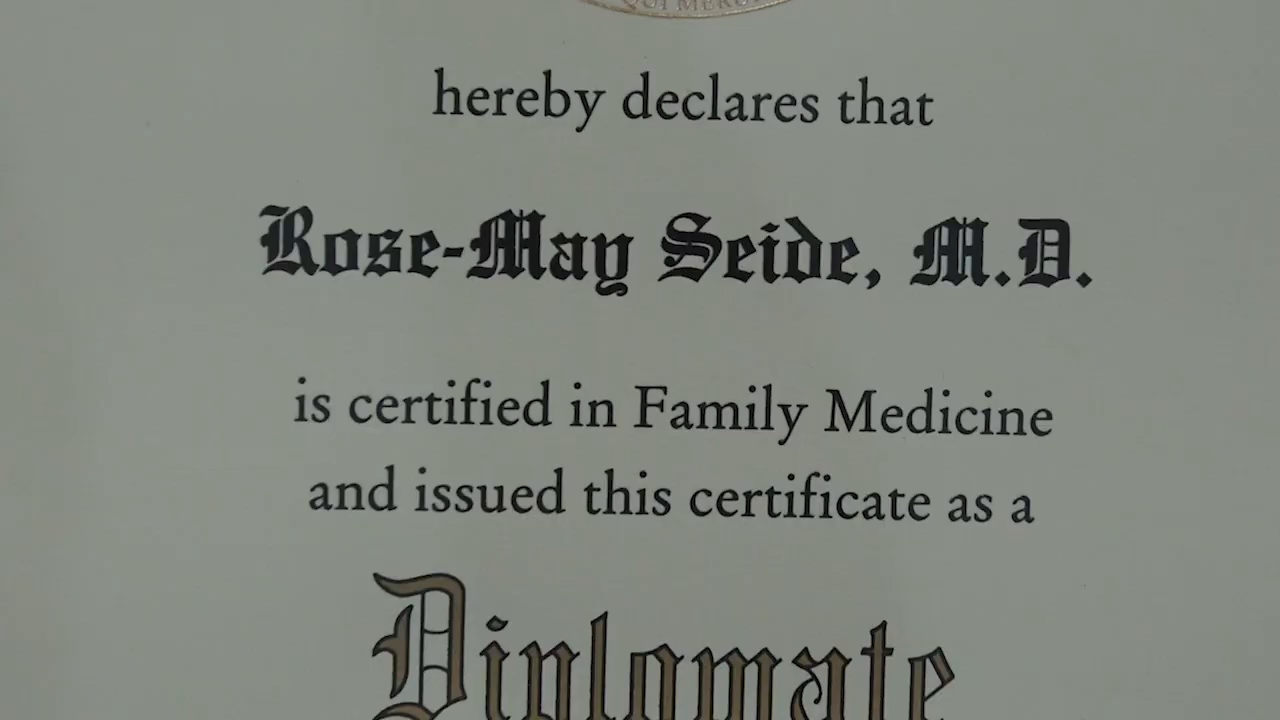 hereby declares that
Rose-May Seide, M.D.
is certified in Family Medicine
and issued this certificate as a
Diplomate